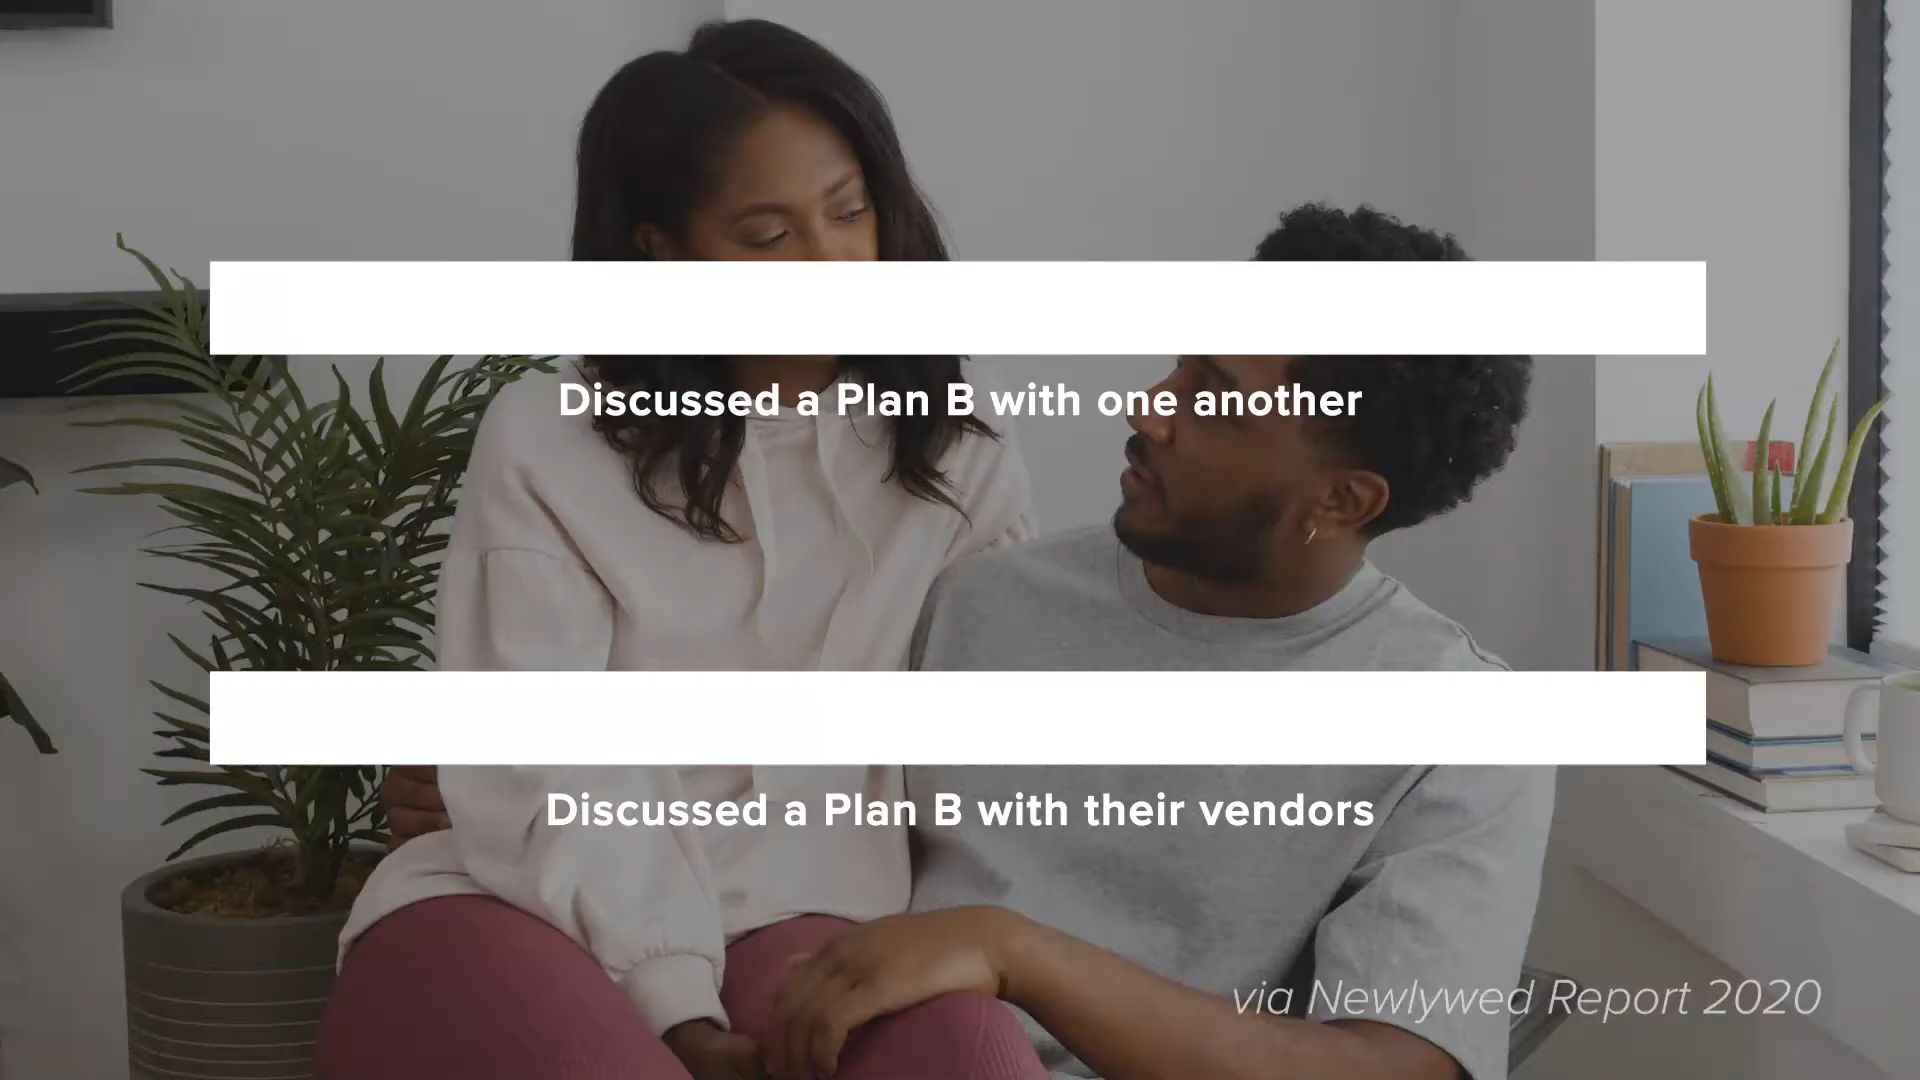 Discussed a Plan B with one another
Discussed a Plan B with their vendors
via Newlywed Report 2020